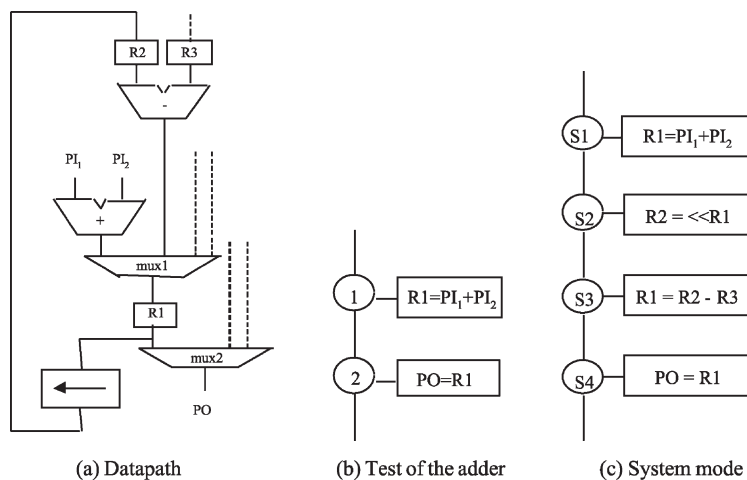 R2 R3
-
PI₁ PI₂
+
mux1
R1
mux2
PO
(a) Datapath
1 R1=PI₁+PI₂
2 PO=R1
(b) Test of the adder
S1 R1=PI₁+PI₂
S2 R2 = <<R1
S3 R1 = R2 - R3
S4 PO = R1
(c) System mode